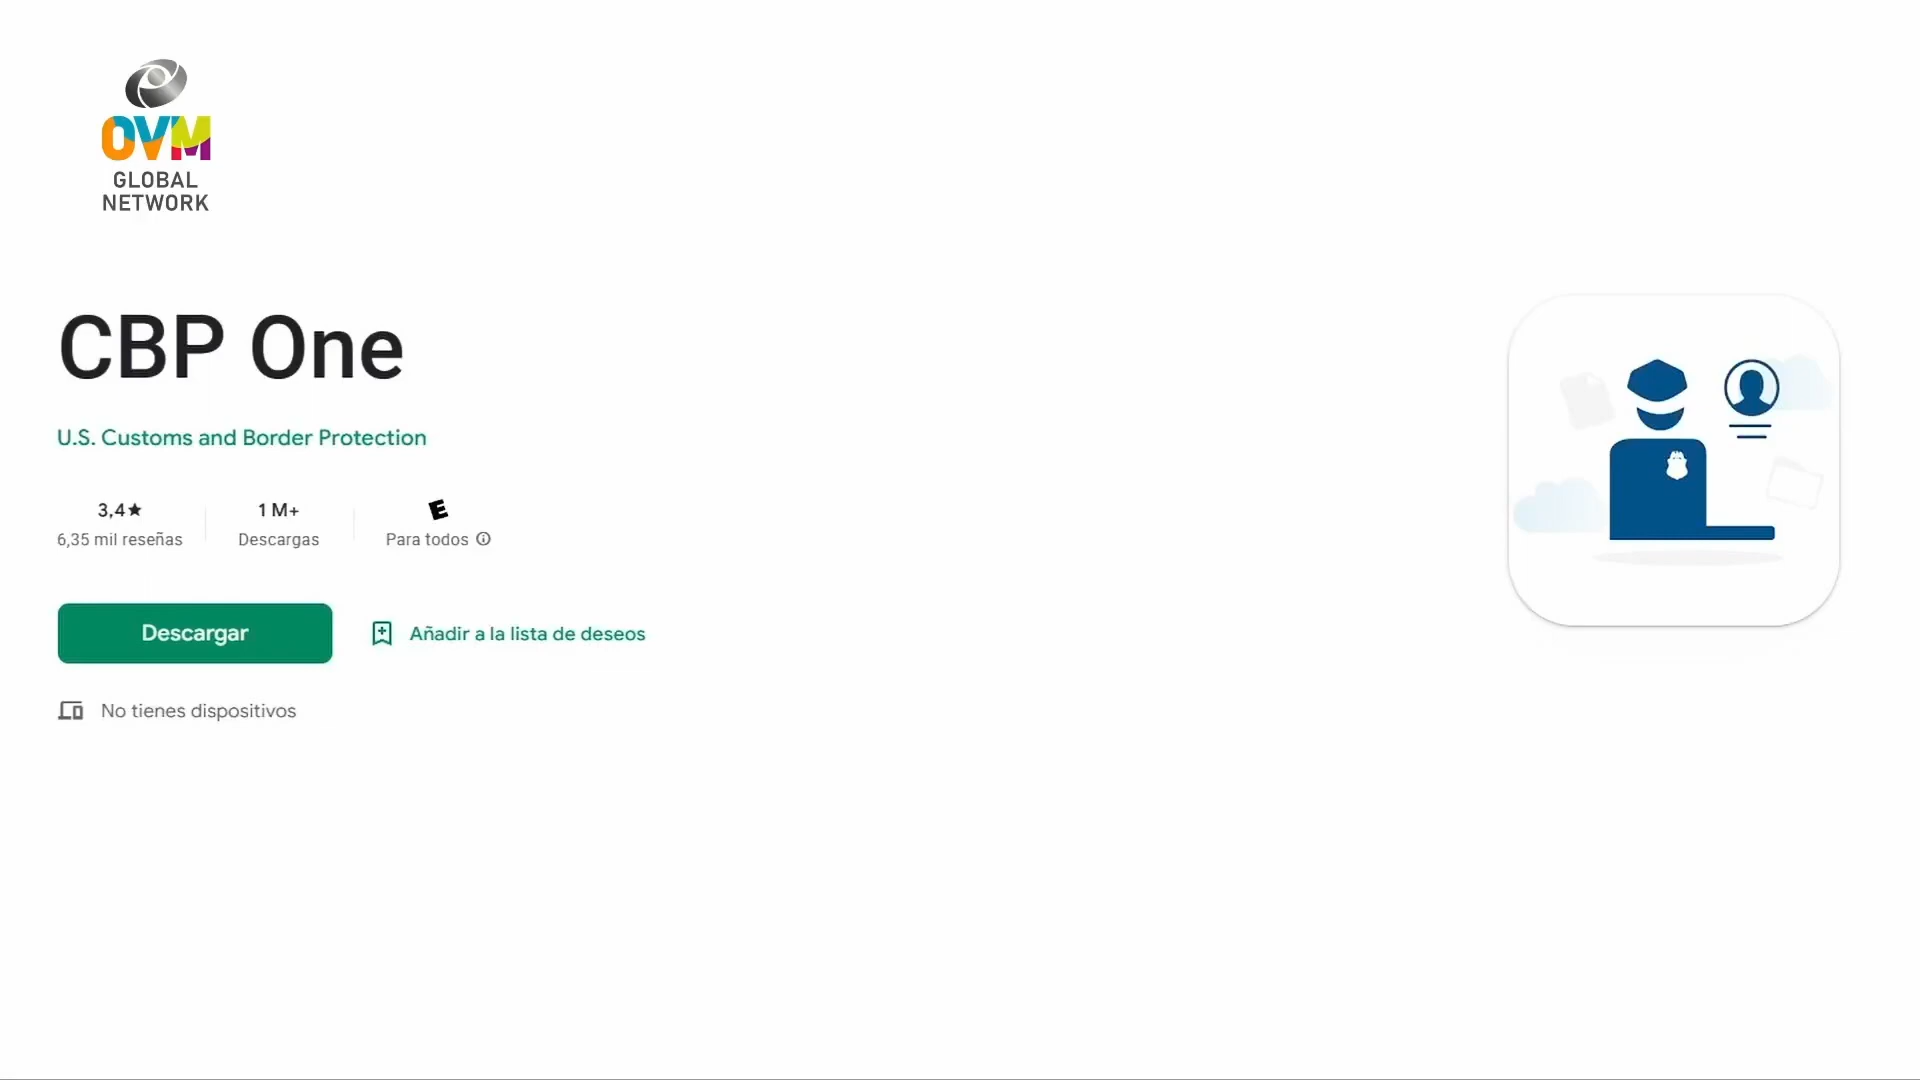 OVM
GLOBAL
NETWORK
CBP One
U.S. Customs and Border Protection
3,4★
6,35 mil reseñas
1 M+
Descargas
E
Para todos
Descargar
Añadir a la lista de deseos
No tienes dispositivos